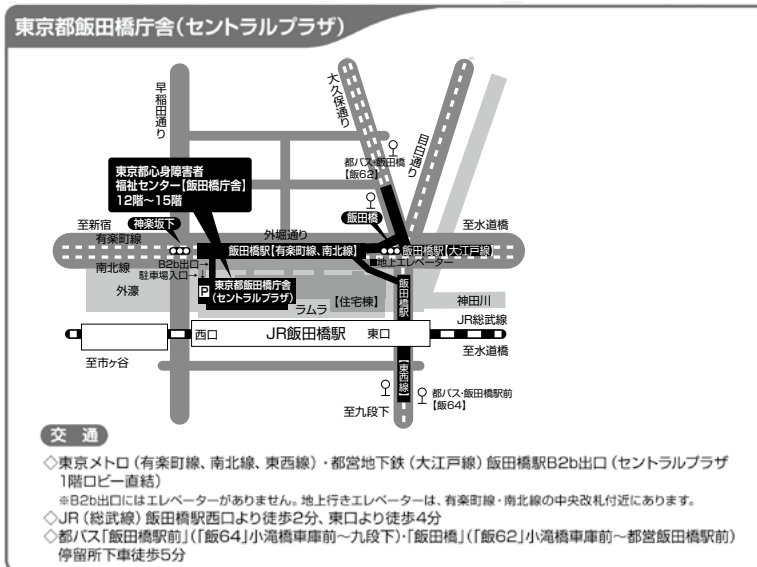 東京都飯田橋庁舎(セントラルプラザ)
早稲田通り
大久保通り
目白通り
都バス・飯田橋
【飯62】
東京都心身障害者
福祉センター【飯田橋庁舎】
12階~15階
飯田橋
至新宿
神楽坂下
外堀通り
至水道橋
有楽町線
飯田橋駅【有楽町線、南北線】
飯田橋駅【大江戸線】
南北線
B2b出口→
■地上エレベーター
駐車場入口→↓
外濠
P
東京都飯田橋庁舎
(セントラルプラザ)
ラムラ
【住宅棟】
飯田橋駅
【東西線】
神田川
JR総武線
西口
JR飯田橋駅
東口
至市ヶ谷
至水道橋
至九段下
都バス・飯田橋駅前
【飯64】
交 通
◇東京メトロ(有楽町線、南北線、東西線)・都営地下鉄(大江戸線)飯田橋駅B2b出口(セントラルプラザ
1階ロビー直結)
※B2b出口にはエレベーターがありません。地上行きエレベーターは、有楽町線・南北線の中央改札付近にあります。
◇JR(総武線)飯田橋駅西口より徒歩2分、東口より徒歩4分
◇都バス「飯田橋駅前」(「飯64」小滝橋車庫前~九段下)・「飯田橋」(「飯62」小滝橋車庫前~都営飯田橋駅前)
停留所下車徒歩5分